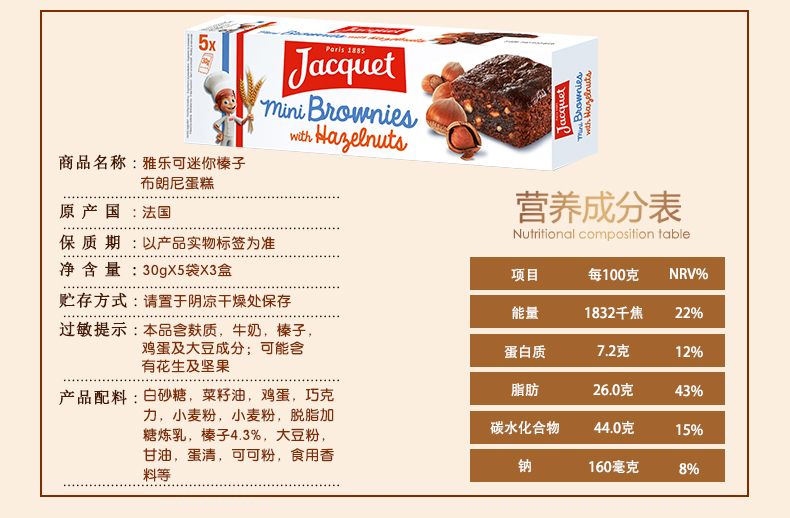 5x
Paris 1885
Jacquet
Mini Brownies
with Hazelnuts
Jacquet
Mini Brownies
with Hazelnuts
商品名称：雅乐可迷你榛子
布朗尼蛋糕
原产国：法国
保质期：以产品实物标签为准
净含量：30gX5袋X3盒
贮存方式：请置于阴凉干燥处保存
过敏提示：本品含麸质，牛奶，榛子，
鸡蛋及大豆成分；可能含
有花生及坚果
产品配料：白砂糖，菜籽油，鸡蛋，巧克
力，小麦粉，小麦粉，脱脂加
糖炼乳，榛子4.3%，大豆粉，
甘油，蛋清，可可粉，食用香
料等
营养成分表
Nutritional composition table
项目 每100克 NRV%
能量 1832千焦 22%
蛋白质 7.2克 12%
脂肪 26.0克 43%
碳水化合物 44.0克 15%
钠 160毫克 8%